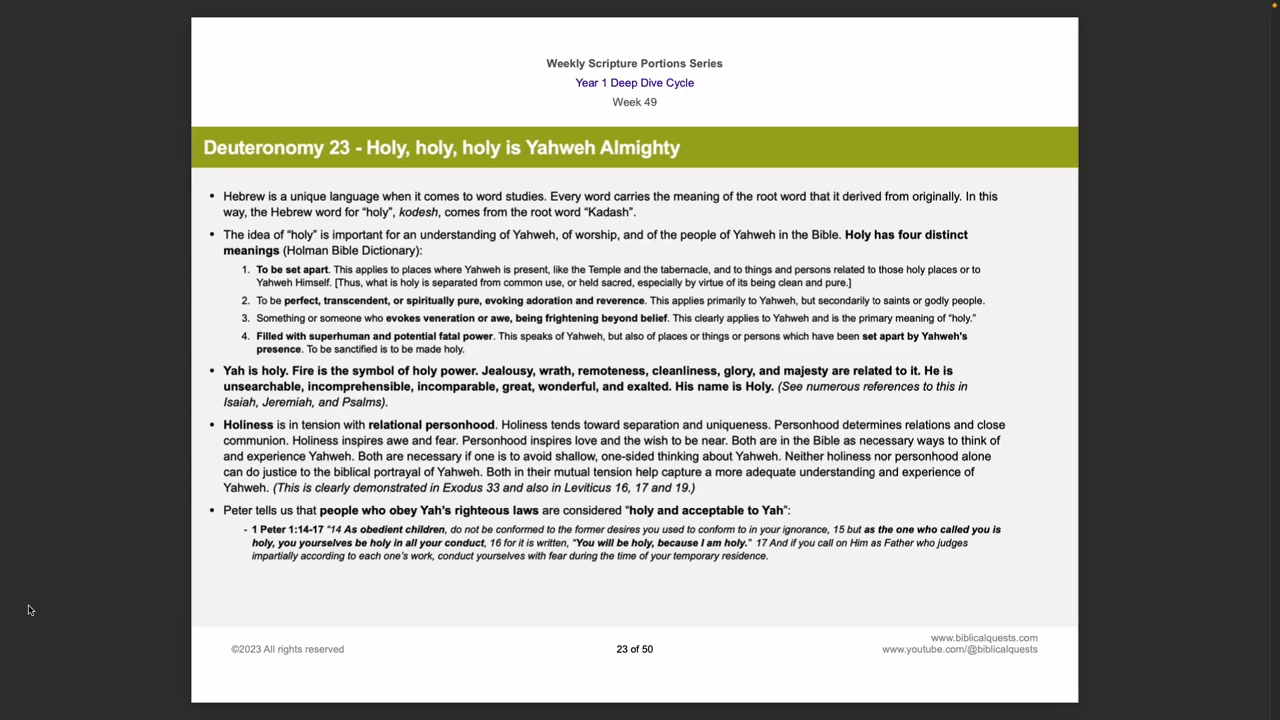 Weekly Scripture Portions Series
Year 1 Deep Dive Cycle
Week 49
Deuteronomy 23 - Holy, holy, holy is Yahweh Almighty
• Hebrew is a unique language when it comes to word studies. Every word carries the meaning of the root word that it derived from originally. In this
way, the Hebrew word for “holy”, kodesh, comes from the root word “Kadash”.
• The idea of “holy” is important for an understanding of Yahweh, of worship, and of the people of Yahweh in the Bible. Holy has four distinct
meanings (Holman Bible Dictionary):
1. To be set apart. This applies to places where Yahweh is present, like the Temple and the tabernacle, and to things and persons related to those holy places or to
Yahweh Himself. [Thus, what is holy is separated from common use, or held sacred, especially by virtue of its being clean and pure.]
2. To be perfect, transcendent, or spiritually pure, evoking adoration and reverence. This applies primarily to Yahweh, but secondarily to saints or godly people.
3. Something or someone who evokes veneration or awe, being frightening beyond belief. This clearly applies to Yahweh and is the primary meaning of “holy.”
4. Filled with superhuman and potential fatal power. This speaks of Yahweh, but also of places or things or persons which have been set apart by Yahweh's
presence. To be sanctified is to be made holy.
• Yah is holy. Fire is the symbol of holy power. Jealousy, wrath, remoteness, cleanliness, glory, and majesty are related to it. He is
unsearchable, incomprehensible, incomparable, great, wonderful, and exalted. His name is Holy. (See numerous references to this in
Isaiah, Jeremiah, and Psalms).
• Holiness is in tension with relational personhood. Holiness tends toward separation and uniqueness. Personhood determines relations and close
communion. Holiness inspires awe and fear. Personhood inspires love and the wish to be near. Both are in the Bible as necessary ways to think of
and experience Yahweh. Both are necessary if one is to avoid shallow, one-sided thinking about Yahweh. Neither holiness nor personhood alone
can do justice to the biblical portrayal of Yahweh. Both in their mutual tension help capture a more adequate understanding and experience of
Yahweh. (This is clearly demonstrated in Exodus 33 and also in Leviticus 16, 17 and 19.)
• Peter tells us that people who obey Yah’s righteous laws are considered “holy and acceptable to Yah”:
- 1 Peter 1:14-17 "14 As obedient children, do not be conformed to the former desires you used to conform to in your ignorance, 15 but as the one who called you is
holy, you yourselves be holy in all your conduct, 16 for it is written, “You will be holy, because I am holy.” 17 And if you call on Him as Father who judges
impartially according to each one’s work, conduct yourselves with fear during the time of your temporary residence.
©2023 All rights reserved
23 of 50
www.biblicalquests.com
www.youtube.com/@biblicalquests